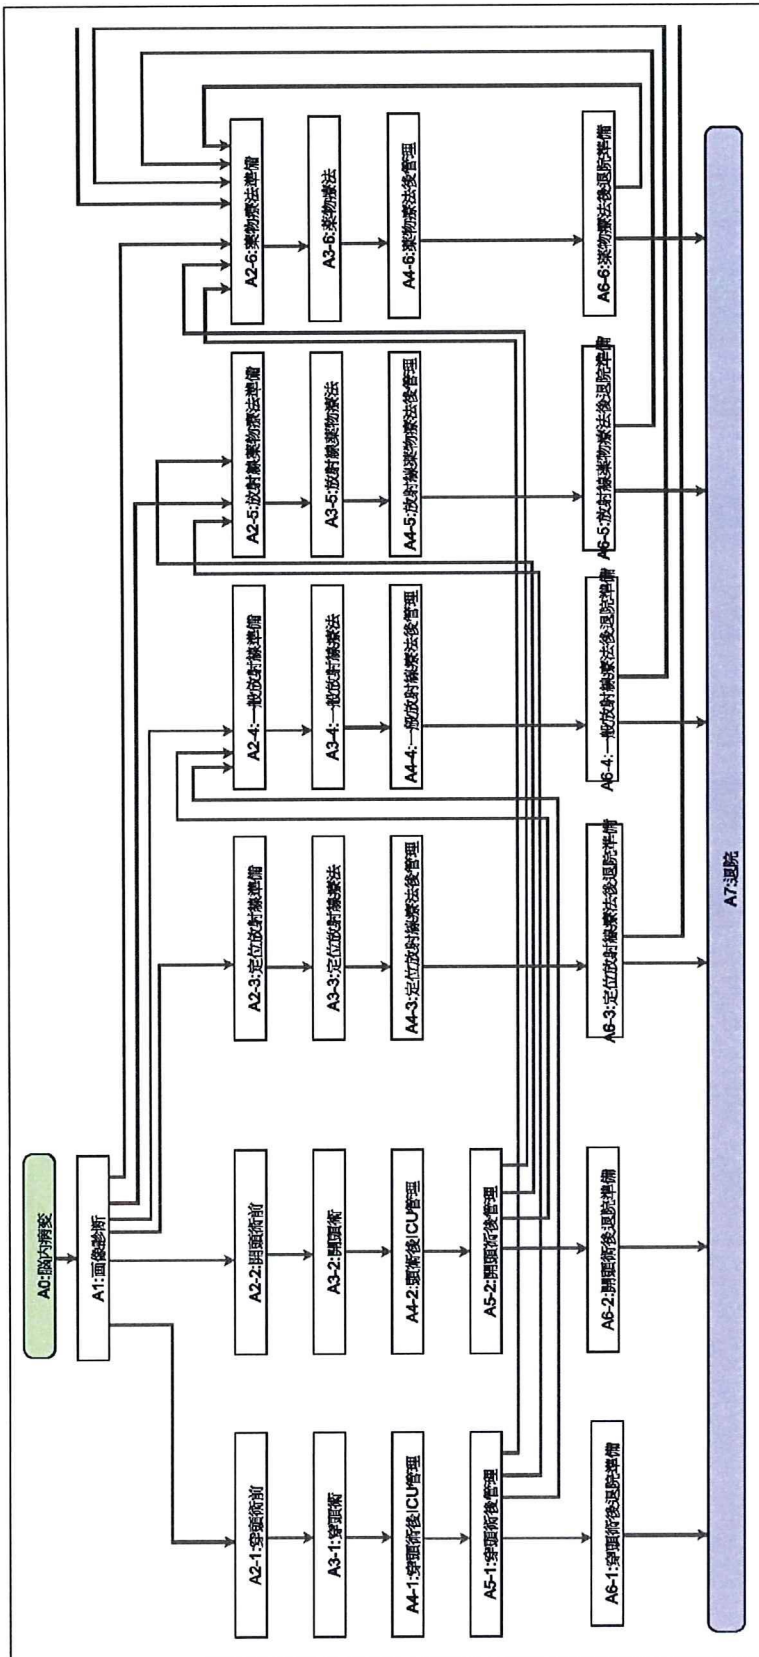 A0:脳内病変
A1:画像診断
A2-1:穿頭術前
A2-2:開頭術前
A2-3:定位放射線準備
A2-4:一般放射線準備
A2-5:放射線薬物療法準備
A2-6:薬物療法準備
A3-1:穿頭術
A3-2:開頭術
A3-3:定位放射線療法
A3-4:一般放射線療法
A3-5:放射線薬物療法
A3-6:薬物療法
A4-1:穿頭術後ICU管理
A4-2:頭術後ICU管理
A4-3:定位放射線療法後管理
A4-4:一般放射線療法後管理
A4-5:放射線薬物療法後管理
A4-6:薬物療法後管理
A5-1:穿頭術後管理
A5-2:開頭術後管理
A6-1:穿頭術後退院準備
A6-2:開頭術後退院準備
A6-3:定位放射線療法後退院準備
A6-4:一般放射線療法後退院準備
A6-5:放射線薬物療法後退院準備
A6-6:薬物療法後退院準備
A7:退院